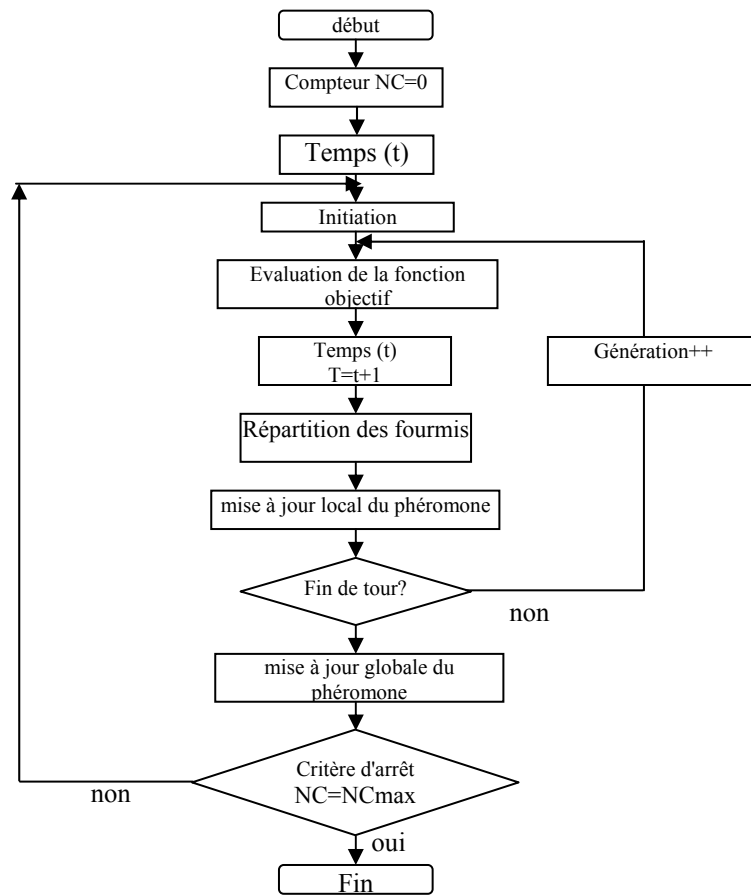 début
Compteur NC=0
Temps (t)
Initiation
Evaluation de la fonction
objectif
Temps (t)
T=t+1
Génération++
Répartition des fourmis
mise à jour local du phéromone
Fin de tour?
non
mise à jour globale du
phéromone
Critère d'arrêt
NC=NCmax
non
oui
Fin